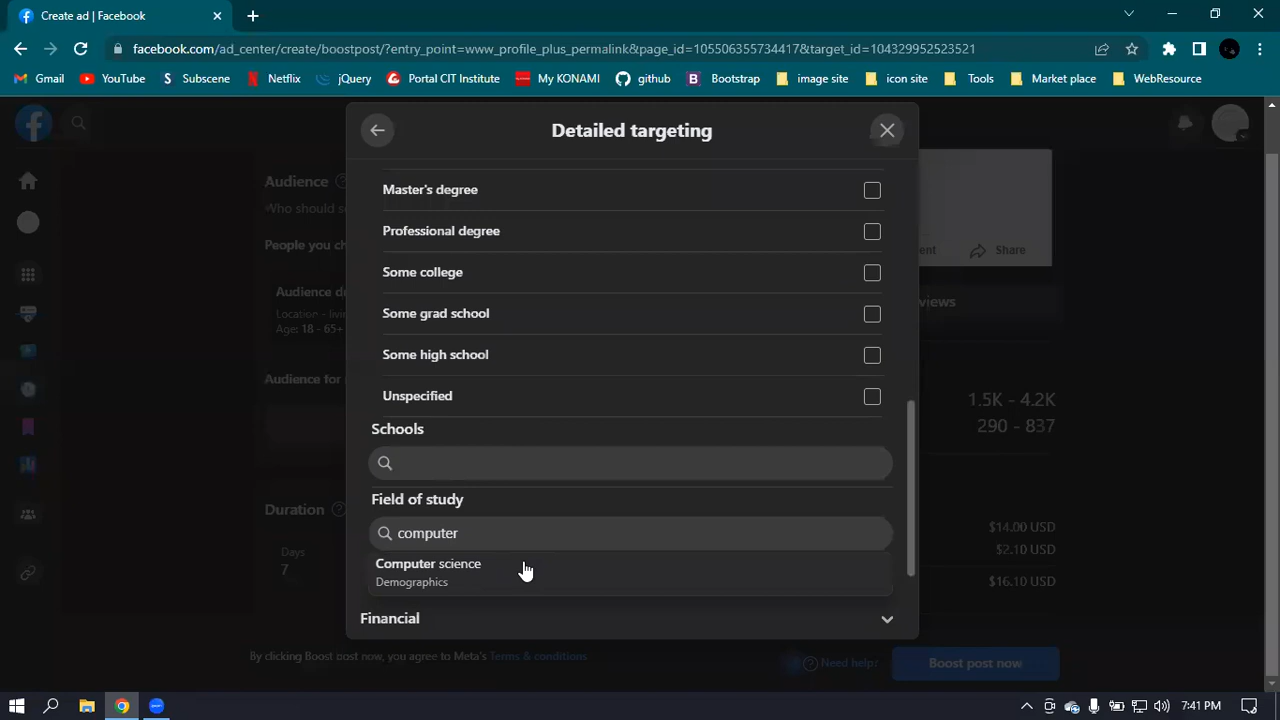 Create ad | Facebook
facebook.com/ad_center/create/boostpost/?entry_point=www_profile_plus_permalink&page_id=105506355734417&target_id=104329952523521
Gmail YouTube Subscene Netflix jQuery Portal CIT Institute My KONAMI github Bootstrap image site icon site Tools Market place WebResource
Detailed targeting
Audience
Who should s
People you ch
Audience d
Location - livi
Age: 18 - 65+
Audience for
Duration
Days
7
Master's degree
Professional degree
Some college
Some grad school
Some high school
Unspecified
Schools
Field of study
computer
Computer science
Demographics
Financial
ent Share
views
1.5K - 4.2K
290 - 837
$14.00 USD
$2.10 USD
$16.10 USD
By clicking Boost post now, you agree to Meta's Terms & conditions
Need help?
Boost post now
7:41 PM